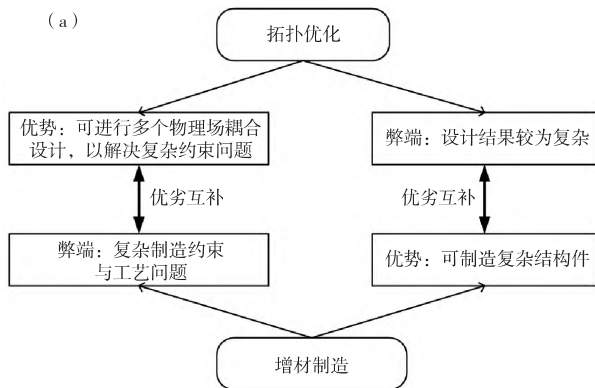 （a）
拓扑优化
优势：可进行多个物理场耦合
设计，以解决复杂约束问题
弊端：设计结果较为复杂
优劣互补
优劣互补
弊端：复杂制造约束
与工艺问题
优势：可制造复杂结构件
增材制造